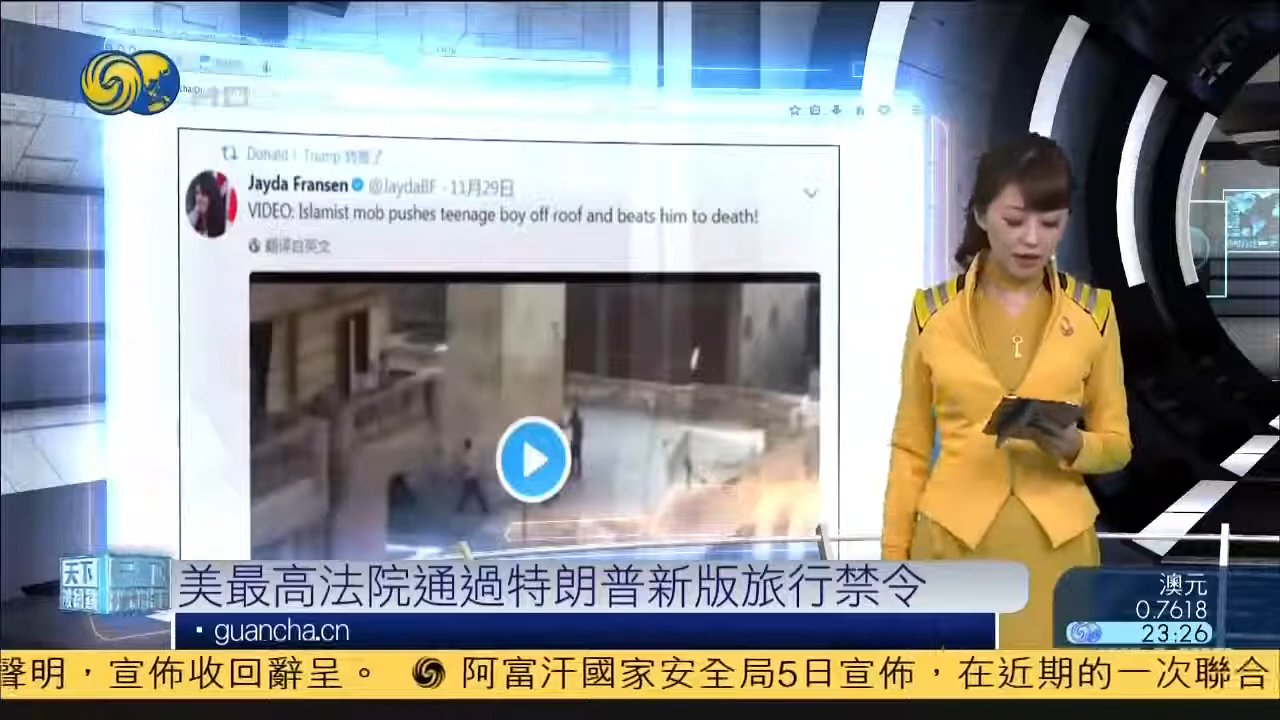 Donald J. Trump 转推了
Jayda Fransen @JaydaBF - 11月29日
VIDEO: Islamist mob pushes teenage boy off roof and beats him to death!
翻译自英文
天下
美最高法院通過特朗普新版旅行禁令
· guancha.cn
澳元
0.7618
23:26
聲明，宣佈收回辭呈。 阿富汗國家安全局5日宣佈，在近期的一次聯合